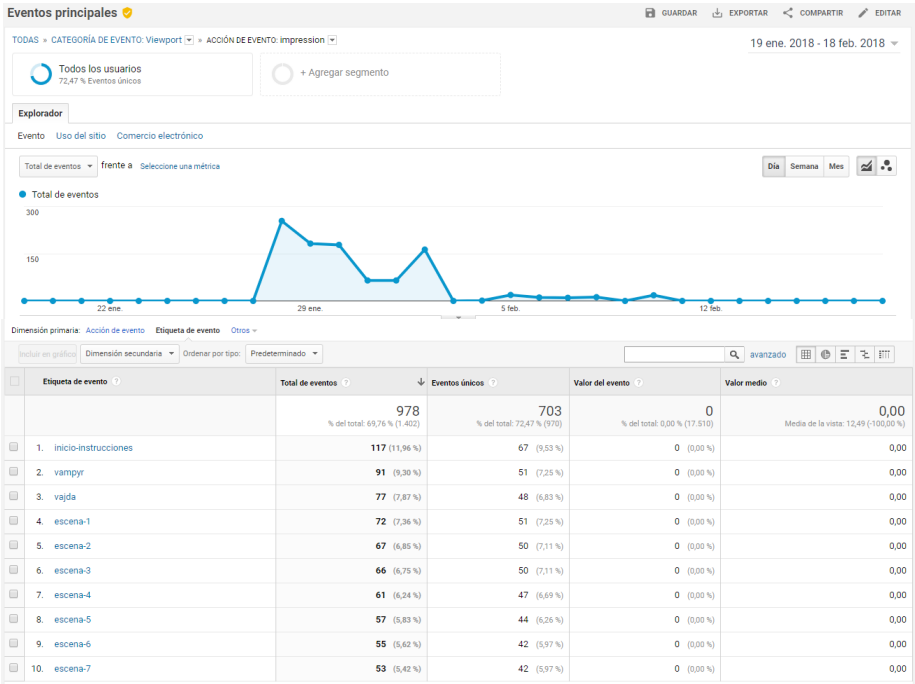 Eventos principales
GUARDAR EXPORTAR COMPARTIR EDITAR
TODAS » CATEGORÍA DE EVENTO: Viewport » ACCIÓN DE EVENTO: impression
19 ene. 2018 - 18 feb. 2018
Todos los usuarios
72,47 % Eventos únicos
+ Agregar segmento
Explorador
Evento Uso del sitio Comercio electrónico
Total de eventos frente a Seleccione una métrica
Día Semana Mes
Total de eventos
300
150
22 ene. 29 ene. 5 feb. 12 feb.
Dimensión primaria: Acción de evento Etiqueta de evento Otros
Incluir en gráfico Dimensión secundaria Ordenar por tipo: Predeterminado avanzado
Etiqueta de evento ? Total de eventos ? Eventos únicos ? Valor del evento ? Valor medio ?
978 703 0 0,00
% del total: 69,76 % (1.402) % del total: 72,47 % (970) % del total: 0,00 % (17.510) Media de la vista: 12,49 (-100,00 %)
1. inicio-instrucciones 117 (11,96 %) 67 (9,53 %) 0 (0,00 %) 0,00
2. vampyr 91 (9,30 %) 51 (7,25 %) 0 (0,00 %) 0,00
3. vajda 77 (7,87 %) 48 (6,83 %) 0 (0,00 %) 0,00
4. escena-1 72 (7,36 %) 51 (7,25 %) 0 (0,00 %) 0,00
5. escena-2 67 (6,85 %) 50 (7,11 %) 0 (0,00 %) 0,00
6. escena-3 66 (6,75 %) 50 (7,11 %) 0 (0,00 %) 0,00
7. escena-4 61 (6,24 %) 47 (6,69 %) 0 (0,00 %) 0,00
8. escena-5 57 (5,83 %) 44 (6,26 %) 0 (0,00 %) 0,00
9. escena-6 55 (5,62 %) 42 (5,97 %) 0 (0,00 %) 0,00
10. escena-7 53 (5,42 %) 42 (5,97 %) 0 (0,00 %) 0,00